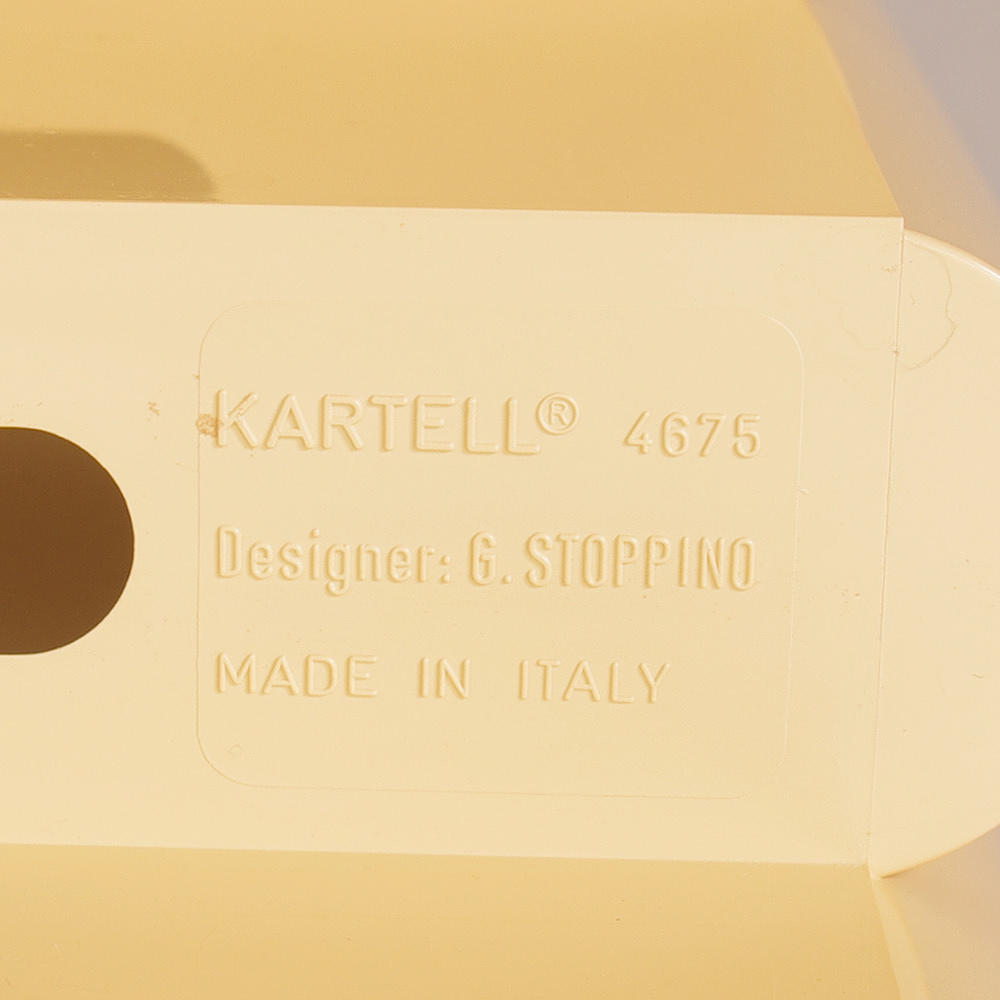 KARTELL® 4675
Designer: G. STOPPINO
MADE IN ITALY